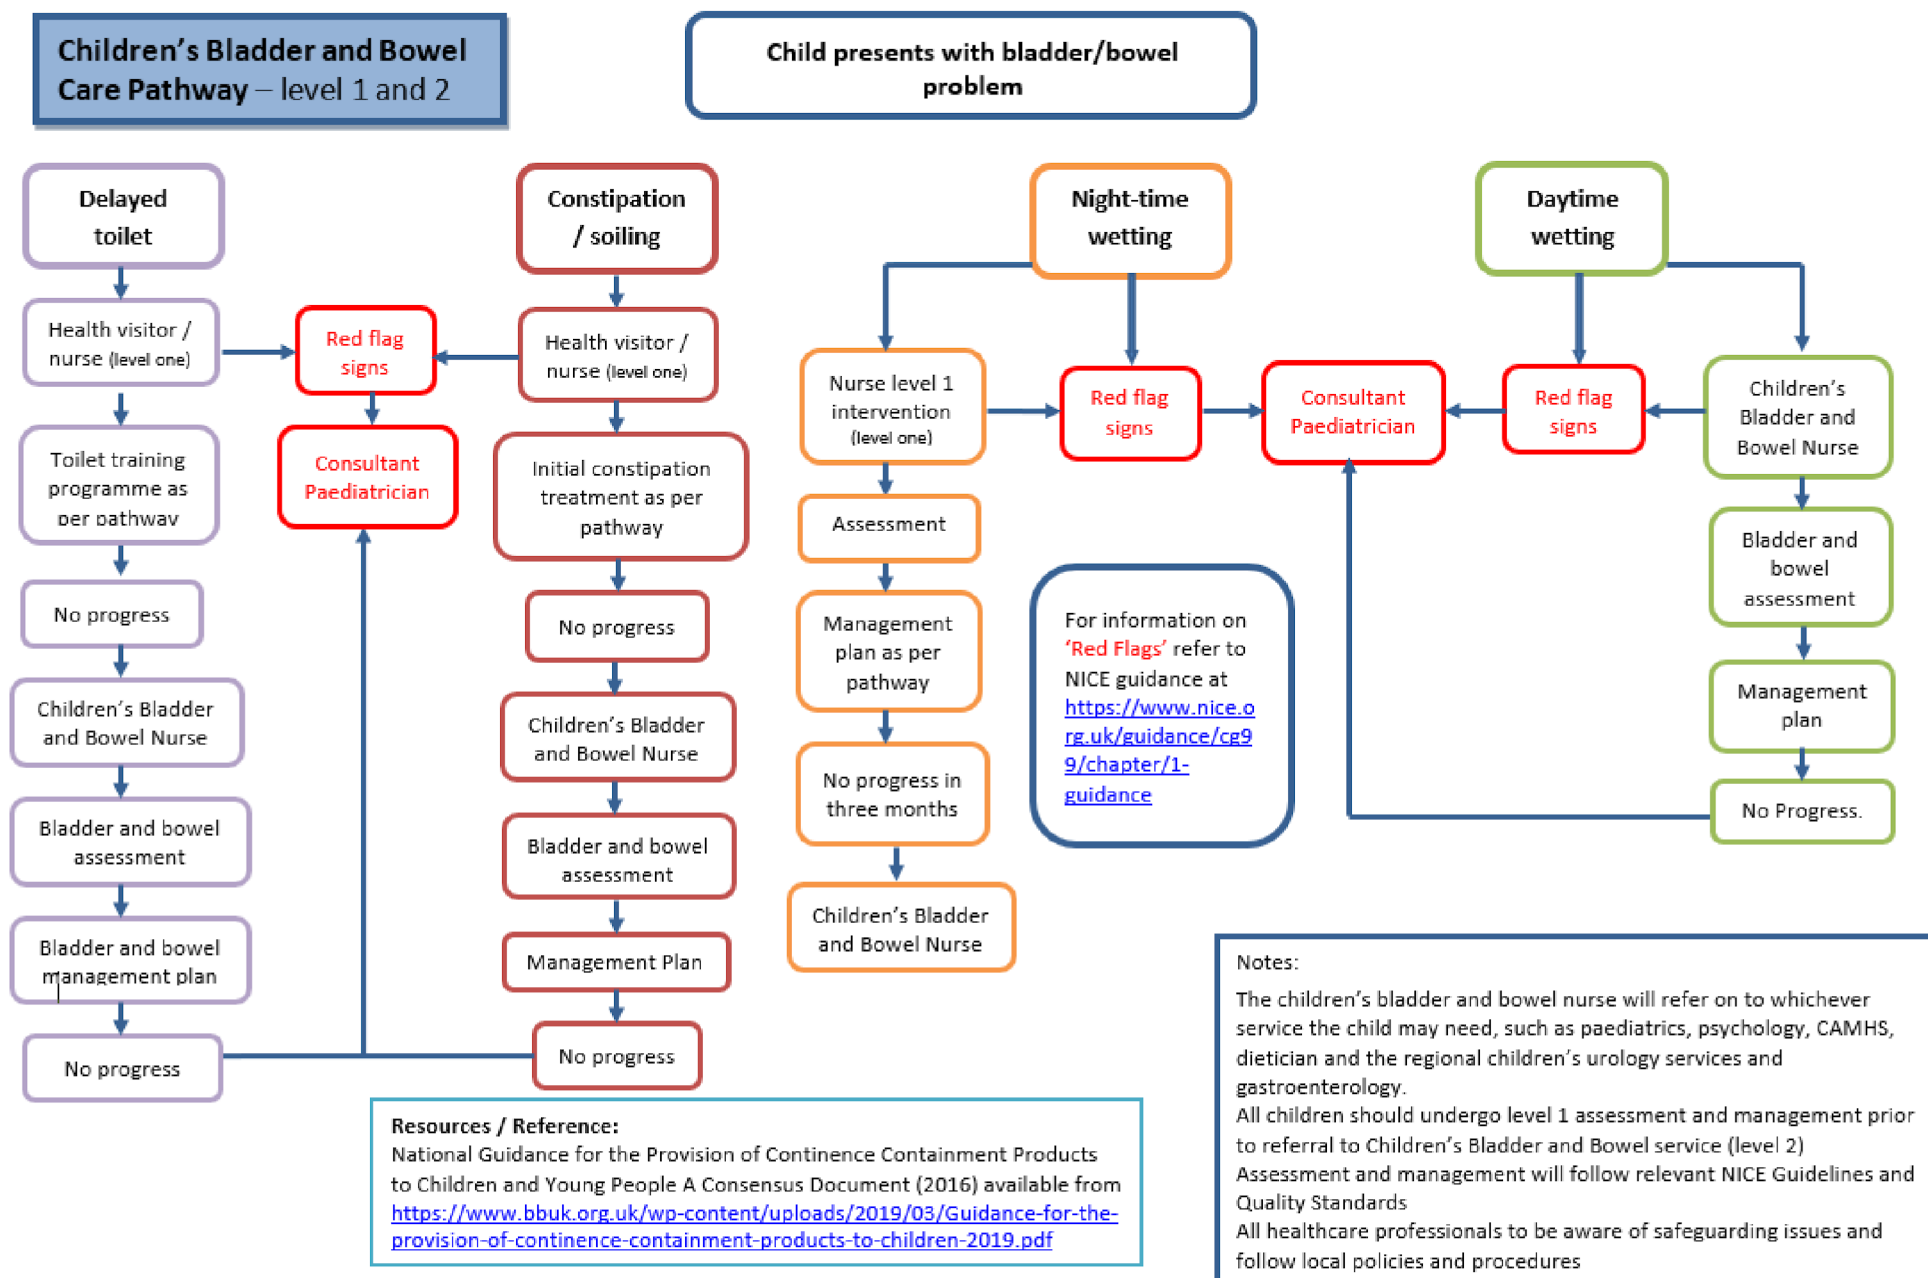 Children's Bladder and Bowel
Care Pathway – level 1 and 2
Child presents with bladder/bowel
problem
Delayed
toilet
Health visitor /
nurse (level one)
Toilet training
programme as
per pathway
No progress
Children's Bladder
and Bowel Nurse
Bladder and bowel
assessment
Bladder and bowel
management plan
No progress
Red flag
signs
Consultant
Paediatrician
Constipation
/ soiling
Health visitor /
nurse (level one)
Initial constipation
treatment as per
pathway
No progress
Children's Bladder
and Bowel Nurse
Bladder and bowel
assessment
Management Plan
No progress
Night-time
wetting
Nurse level 1
intervention
(level one)
Assessment
Management
plan as per
pathway
No progress in
three months
Children's Bladder
and Bowel Nurse
Red flag
signs
Consultant
Paediatrician
For information on
'Red Flags' refer to
NICE guidance at
https://www.nice.o
rg.uk/guidance/cg9
9/chapter/1-
guidance
Daytime
wetting
Red flag
signs
Children's
Bladder and
Bowel Nurse
Bladder and
bowel
assessment
Management
plan
No Progress.
Resources / Reference:
National Guidance for the Provision of Continence Containment Products
to Children and Young People A Consensus Document (2016) available from
https://www.bbuk.org.uk/wp-content/uploads/2019/03/Guidance-for-the-
provision-of-continence-containment-products-to-children-2019.pdf
Notes:
The children's bladder and bowel nurse will refer on to whichever
service the child may need, such as paediatrics, psychology, CAMHS,
dietician and the regional children's urology services and
gastroenterology.
All children should undergo level 1 assessment and management prior
to referral to Children's Bladder and Bowel service (level 2)
Assessment and management will follow relevant NICE Guidelines and
Quality Standards
All healthcare professionals to be aware of safeguarding issues and
follow local policies and procedures